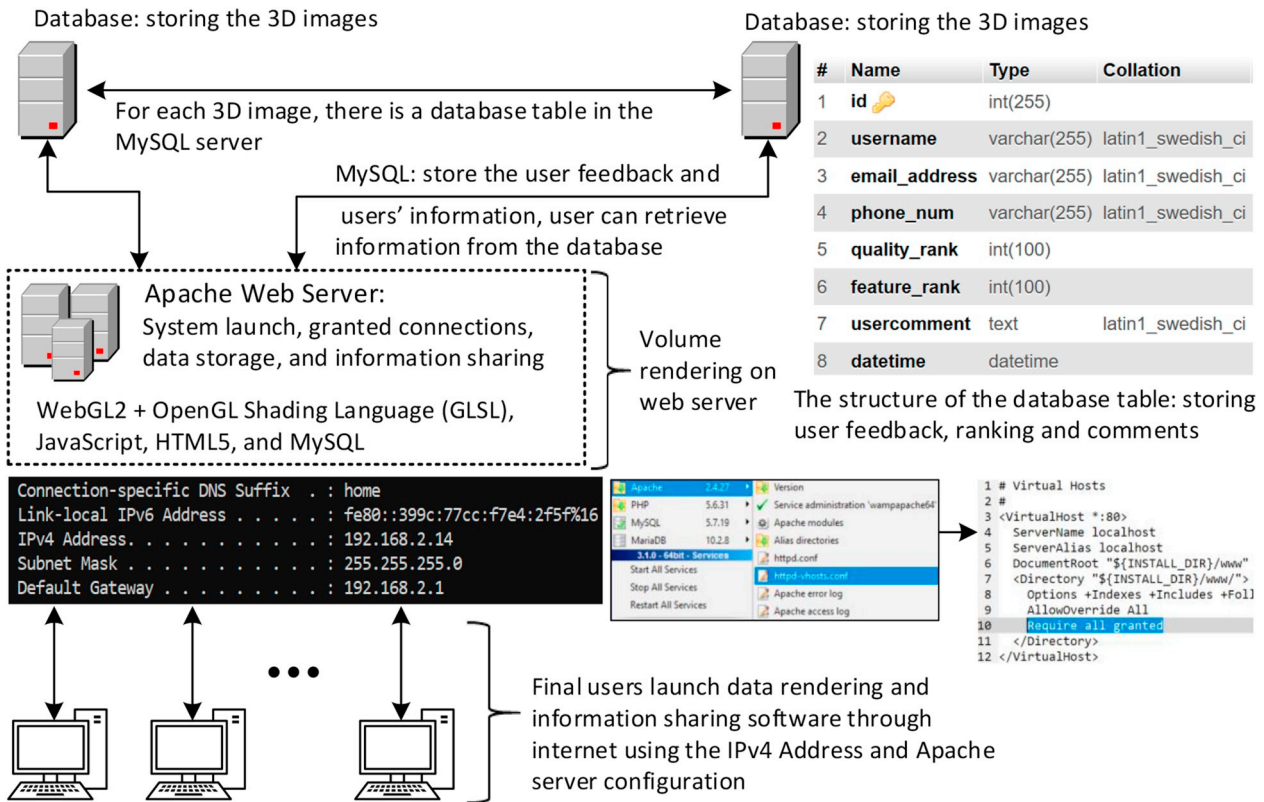 Database: storing the 3D images
Database: storing the 3D images
For each 3D image, there is a database table in the
MySQL server
MySQL: store the user feedback and
users’ information, user can retrieve
information from the database
# Name Type Collation
1 id int(255)
2 username varchar(255) latin1_swedish_ci
3 email_address varchar(255) latin1_swedish_ci
4 phone_num varchar(255) latin1_swedish_ci
5 quality_rank int(100)
6 feature_rank int(100)
7 usercomment text latin1_swedish_ci
8 datetime datetime
The structure of the database table: storing
user feedback, ranking and comments
Apache Web Server:
System launch, granted connections,
data storage, and information sharing
WebGL2 + OpenGL Shading Language (GLSL),
JavaScript, HTML5, and MySQL
Volume
rendering on
web server
Connection-specific DNS Suffix . : home
Link-local IPv6 Address . . . . . : fe80::399c:77cc:f7e4:2f5f%16
IPv4 Address. . . . . . . . . . . : 192.168.2.14
Subnet Mask . . . . . . . . . . . : 255.255.255.0
Default Gateway . . . . . . . . . : 192.168.2.1
Apache 2.4.27
PHP 5.6.31
MySQL 5.7.19
MariaDB 10.2.8
3.1.0 - 64bit - Services
Start All Services
Stop All Services
Restart All Services
Version
Service administration 'wampapache64'
Apache modules
Alias directories
httpd.conf
httpd-vhosts.conf
Apache error log
Apache access log
1 # Virtual Hosts
2 #
3 <VirtualHost *:80>
4 ServerName localhost
5 ServerAlias localhost
6 DocumentRoot "${INSTALL_DIR}/www"
7 <Directory "${INSTALL_DIR}/www/">
8 Options +Indexes +Includes +Foll
9 AllowOverride All
10 Require all granted
11 </Directory>
12 </VirtualHost>
Final users launch data rendering and
information sharing software through
internet using the IPv4 Address and Apache
server configuration